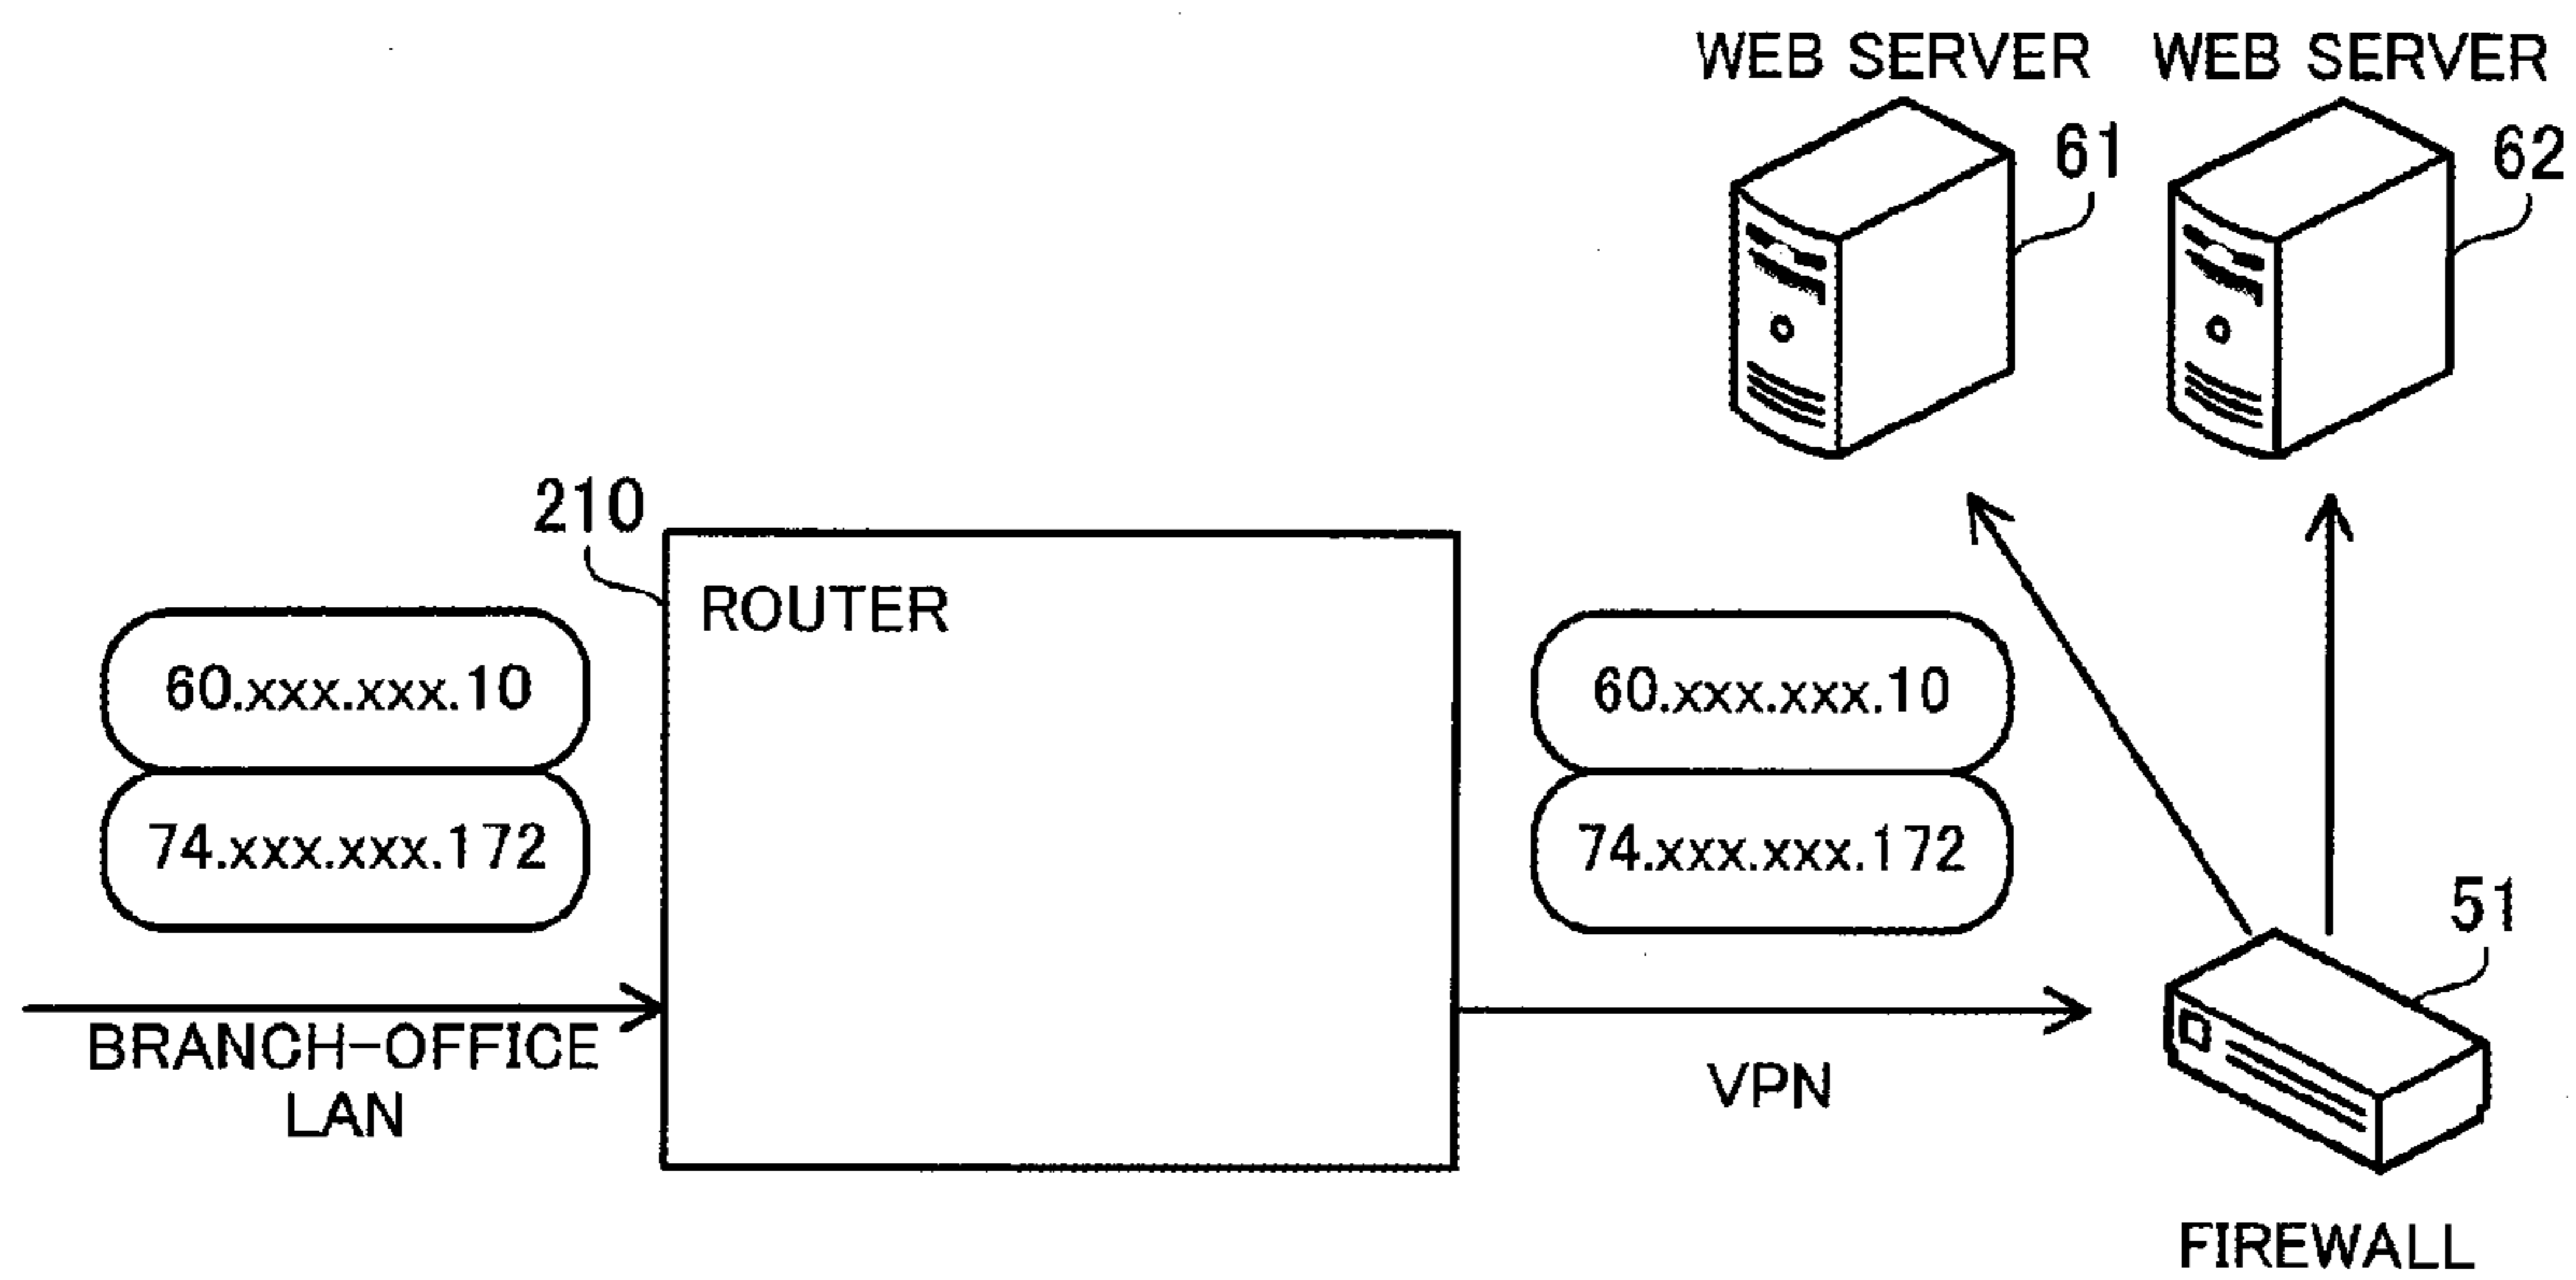 WEB SERVER WEB SERVER
61
62
210
ROUTER
60.xxx.xxx.10
74.xxx.xxx.172
60.xxx.xxx.10
74.xxx.xxx.172
51
BRANCH-OFFICE
LAN
VPN
FIREWALL